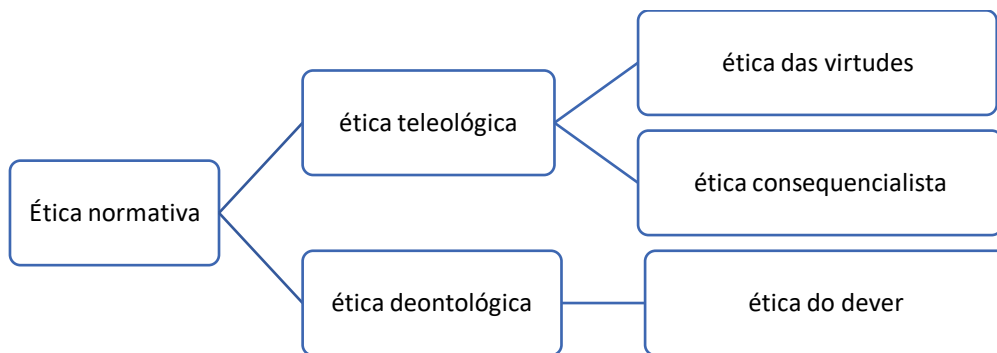 Ética normativa
ética teleológica
ética das virtudes
ética consequencialista
ética deontológica
ética do dever